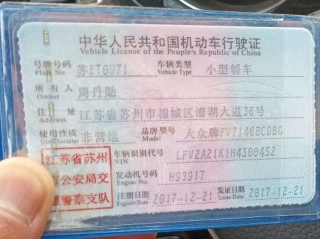 中华人民共和国机动车行驶证
Vehicle License of the People's Republic of China
号牌号码 苏ET0U71 车辆类型 小型轿车
Plate No. Vehicle Type
所有人 周丹勋
Owner
住址 江苏省苏州市相城区漕湖大道36号
Address
使用性质 非营运 品牌型号 大众牌FV7146BCDBG
车辆识别代号 LFV2A21K1H4500452
VIN
江苏省苏州
市公安局交
通警察支队
发动机号码 H93917
Engine No.
注册日期 2017-12-21 发证日期 2017-12-21
Register Date Issue Date